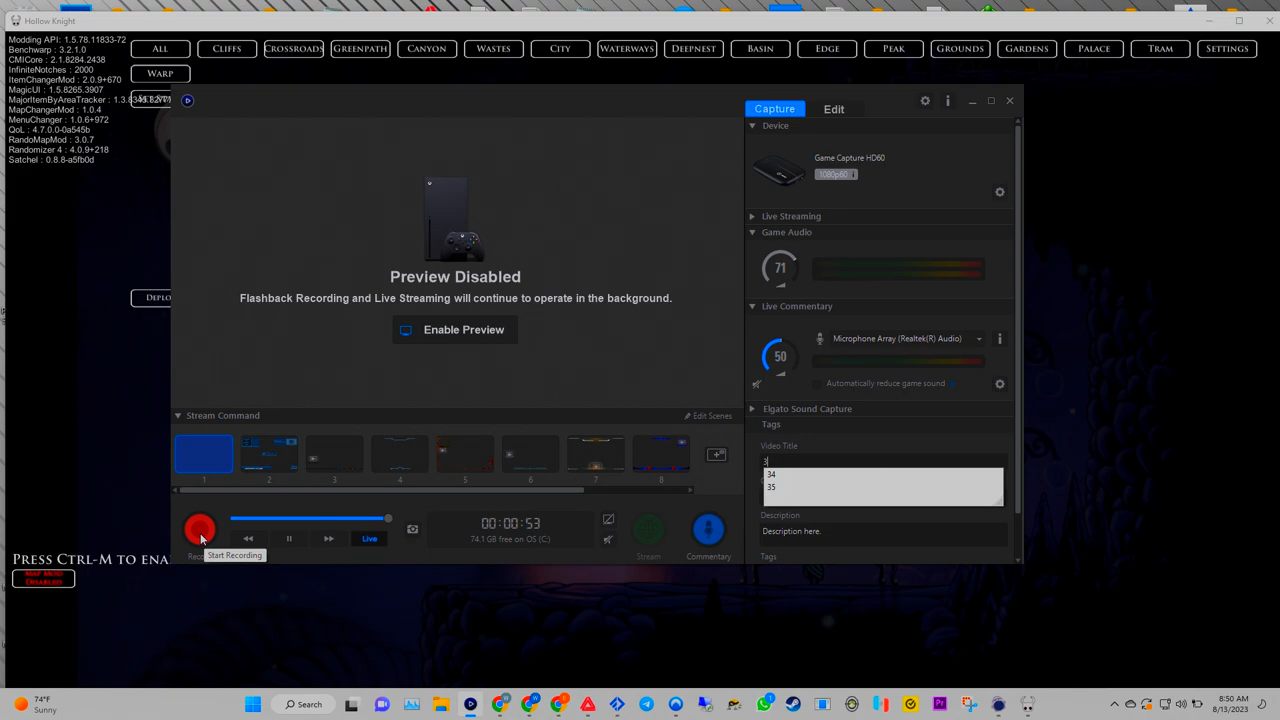 Hollow Knight
Modding API: 1.5.78.11833-72
Benchwarp: 3.2.1.0
CMICore: 2.1.8284.2438
InfiniteNotches: 2000
ItemChangerMod : 2.0.9+670
MagicUI : 1.5.8265.3907
MajorItemByAreaTracker :
MapChangerMod : 1.0.4
MenuChanger : 1.0.6+972
QoL : 4.7.0.0-0a545b
RandoMapMod : 3.0.7
Randomizer 4 : 4.0.9+218
Satchel : 0.8.8-a5fb0d
ALL
CLIFFS
CROSSROADS
GREENPATH
CANYON
WASTES
CITY
WATERWAYS
DEEPNEST
BASIN
EDGE
PEAK
GROUNDS
GARDENS
PALACE
TRAM
SETTINGS
WARP
DEPLO
Capture
Edit
Device
Game Capture HD60
1080p60
Live Streaming
Game Audio
71
Live Commentary
Microphone Array (Realtek(R) Audio)
50
Automatically reduce game sound
Elgato Sound Capture
Tags
Video Title
3
34
35
Description
Description here.
Tags
Preview Disabled
Flashback Recording and Live Streaming will continue to operate in the background.
Enable Preview
Stream Command
Edit Scenes
1 2 3 4 5 6 7 8
Live
00:00:53
74.1 GB free on OS (C:)
Start Recording
Stream
Commentary
PRESS CTRL-M TO ENA
MAP MOD
DISABLED
74°F
Sunny
Search
8:50 AM
8/13/2023